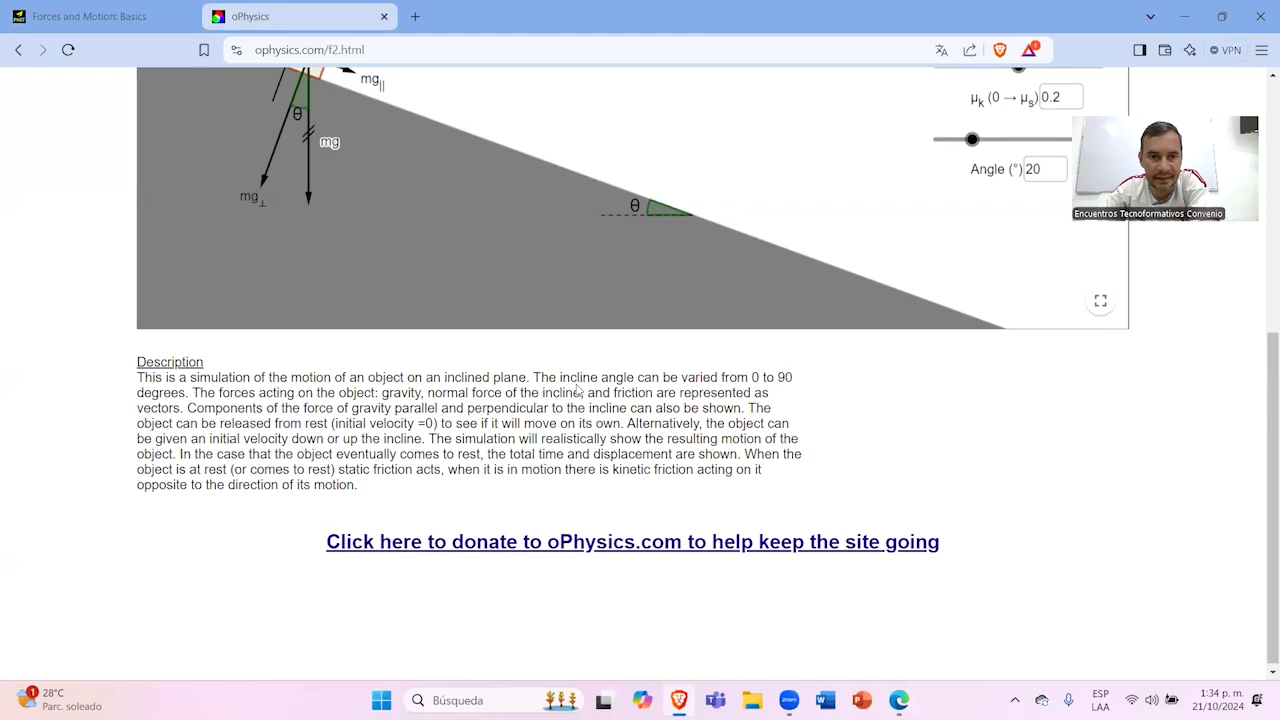 Forces and Motion: Basics
oPhysics
ophysics.com/f2.html
VPN
mg||
μk (0 → μs) 0.2
θ
mg
Angle (°) 20
mg⊥
θ
Encuentros Tecnoformativos Convenio
Description
This is a simulation of the motion of an object on an inclined plane. The incline angle can be varied from 0 to 90
degrees. The forces acting on the object: gravity, normal force of the incline, and friction are represented as
vectors. Components of the force of gravity parallel and perpendicular to the incline can also be shown. The
object can be released from rest (initial velocity =0) to see if it will move on its own. Alternatively, the object can
be given an initial velocity down or up the incline. The simulation will realistically show the resulting motion of the
object. In the case that the object eventually comes to rest, the total time and displacement are shown. When the
object is at rest (or comes to rest) static friction acts, when it is in motion there is kinetic friction acting on it
opposite to the direction of its motion.
Click here to donate to oPhysics.com to help keep the site going
1
28°C
Parc. soleado
Búsqueda
ESP
LAA
1:34 p. m.
21/10/2024